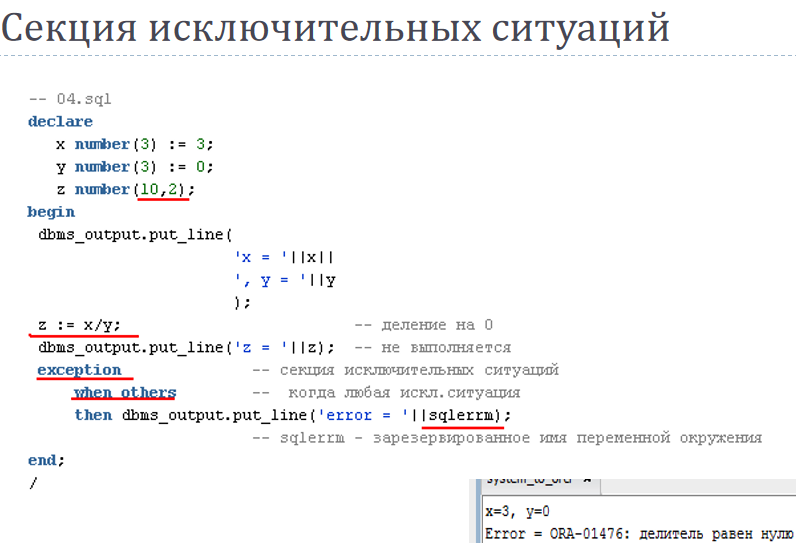 Секция исключительных ситуаций
-- 04.sql
declare
x number(3) := 3;
y number(3) := 0;
z number(10,2);
begin
dbms_output.put_line(
'x = '||x||
', y = '||y
);
z := x/y; -- деление на 0
dbms_output.put_line('z = '||z); -- не выполняется
exception -- секция исключительных ситуаций
when others -- когда любая искл.ситуация
then dbms_output.put_line('error = '||sqlerrm);
-- sqlerrm - зарезервированное имя переменной окружения
end;
/
x=3, y=0
Error = ORA-01476: делитель равен нулю